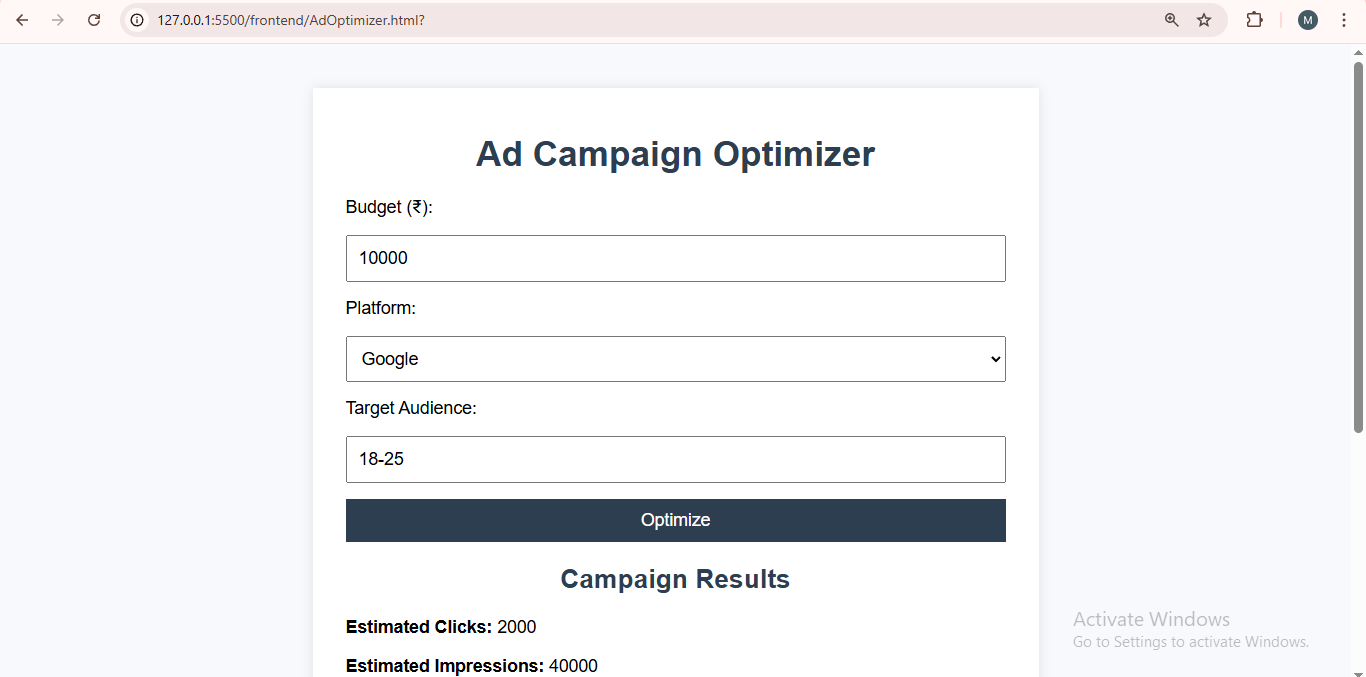 127.0.0.1:5500/frontend/AdOptimizer.html?
M
Ad Campaign Optimizer
Budget (₹):
10000
Platform:
Google
Target Audience:
18-25
Optimize
Campaign Results
Estimated Clicks: 2000
Estimated Impressions: 40000
Activate Windows
Go to Settings to activate Windows.